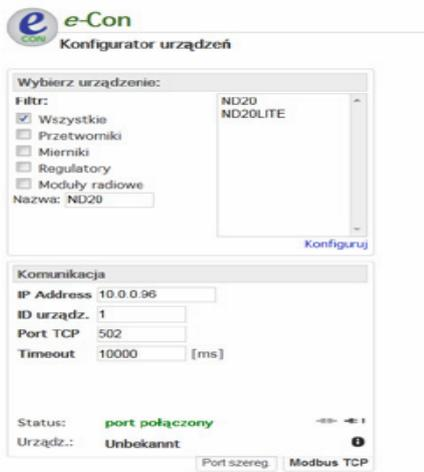 e-Con
CON
Konfigurator urządzeń
Wybierz urządzenie:
Filtr:
Wszystkie
Przetworniki
Mierniki
Regulatory
Moduły radiowe
Nazwa: ND20
ND20
ND20LITE
Konfiguruj
Komunikacja
IP Address 10.0.0.96
ID urządz. 1
Port TCP 502
Timeout 10000 [ms]
Status: port połączony
Urządz.: Unbekannt
Port szereg. Modbus TCP